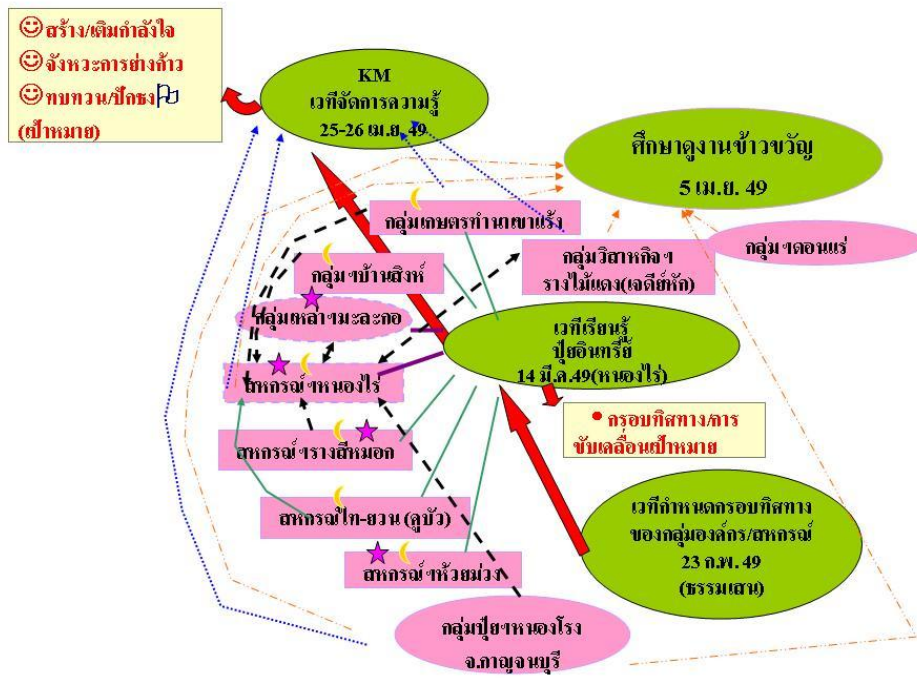 สร้าง/เติมกำลังใจ
จังหวะการย่างก้าว
ทบทวน/ปักธง
(เป้าหมาย)
KM
เวทีจัดการความรู้
25-26 เม.ย. 49
ศึกษาดูงานข้าวขวัญ
5 เม.ย. 49
กลุ่มเกษตรทำนาเขาแร้ง
กลุ่มวิสาหกิจฯ
รางไม้แดง(เจดีย์หัก)
กลุ่มฯดอนแร่
กลุ่มฯบ้านสิงห์
กลุ่มเหล่าฯมะละกอ
เวทีเรียนรู้
ปุ๋ยอินทรีย์
14 มี.ค.49(หนองไร่)
สหกรณ์ฯหนองไร่
• กรอบทิศทาง/การ
ขับเคลื่อนเป้าหมาย
สหกรณ์ฯรางสีหมอก
สหกรณ์ไท-ยวน (คูบัว)
สหกรณ์ฯห้วยม่วง
เวทีกำหนดกรอบทิศทาง
ของกลุ่มองค์กร/สหกรณ์
23 ก.พ. 49
(ธรรมเสน)
กลุ่มปุ๋ยฯหนองโรง
จ.กาญจนบุรี